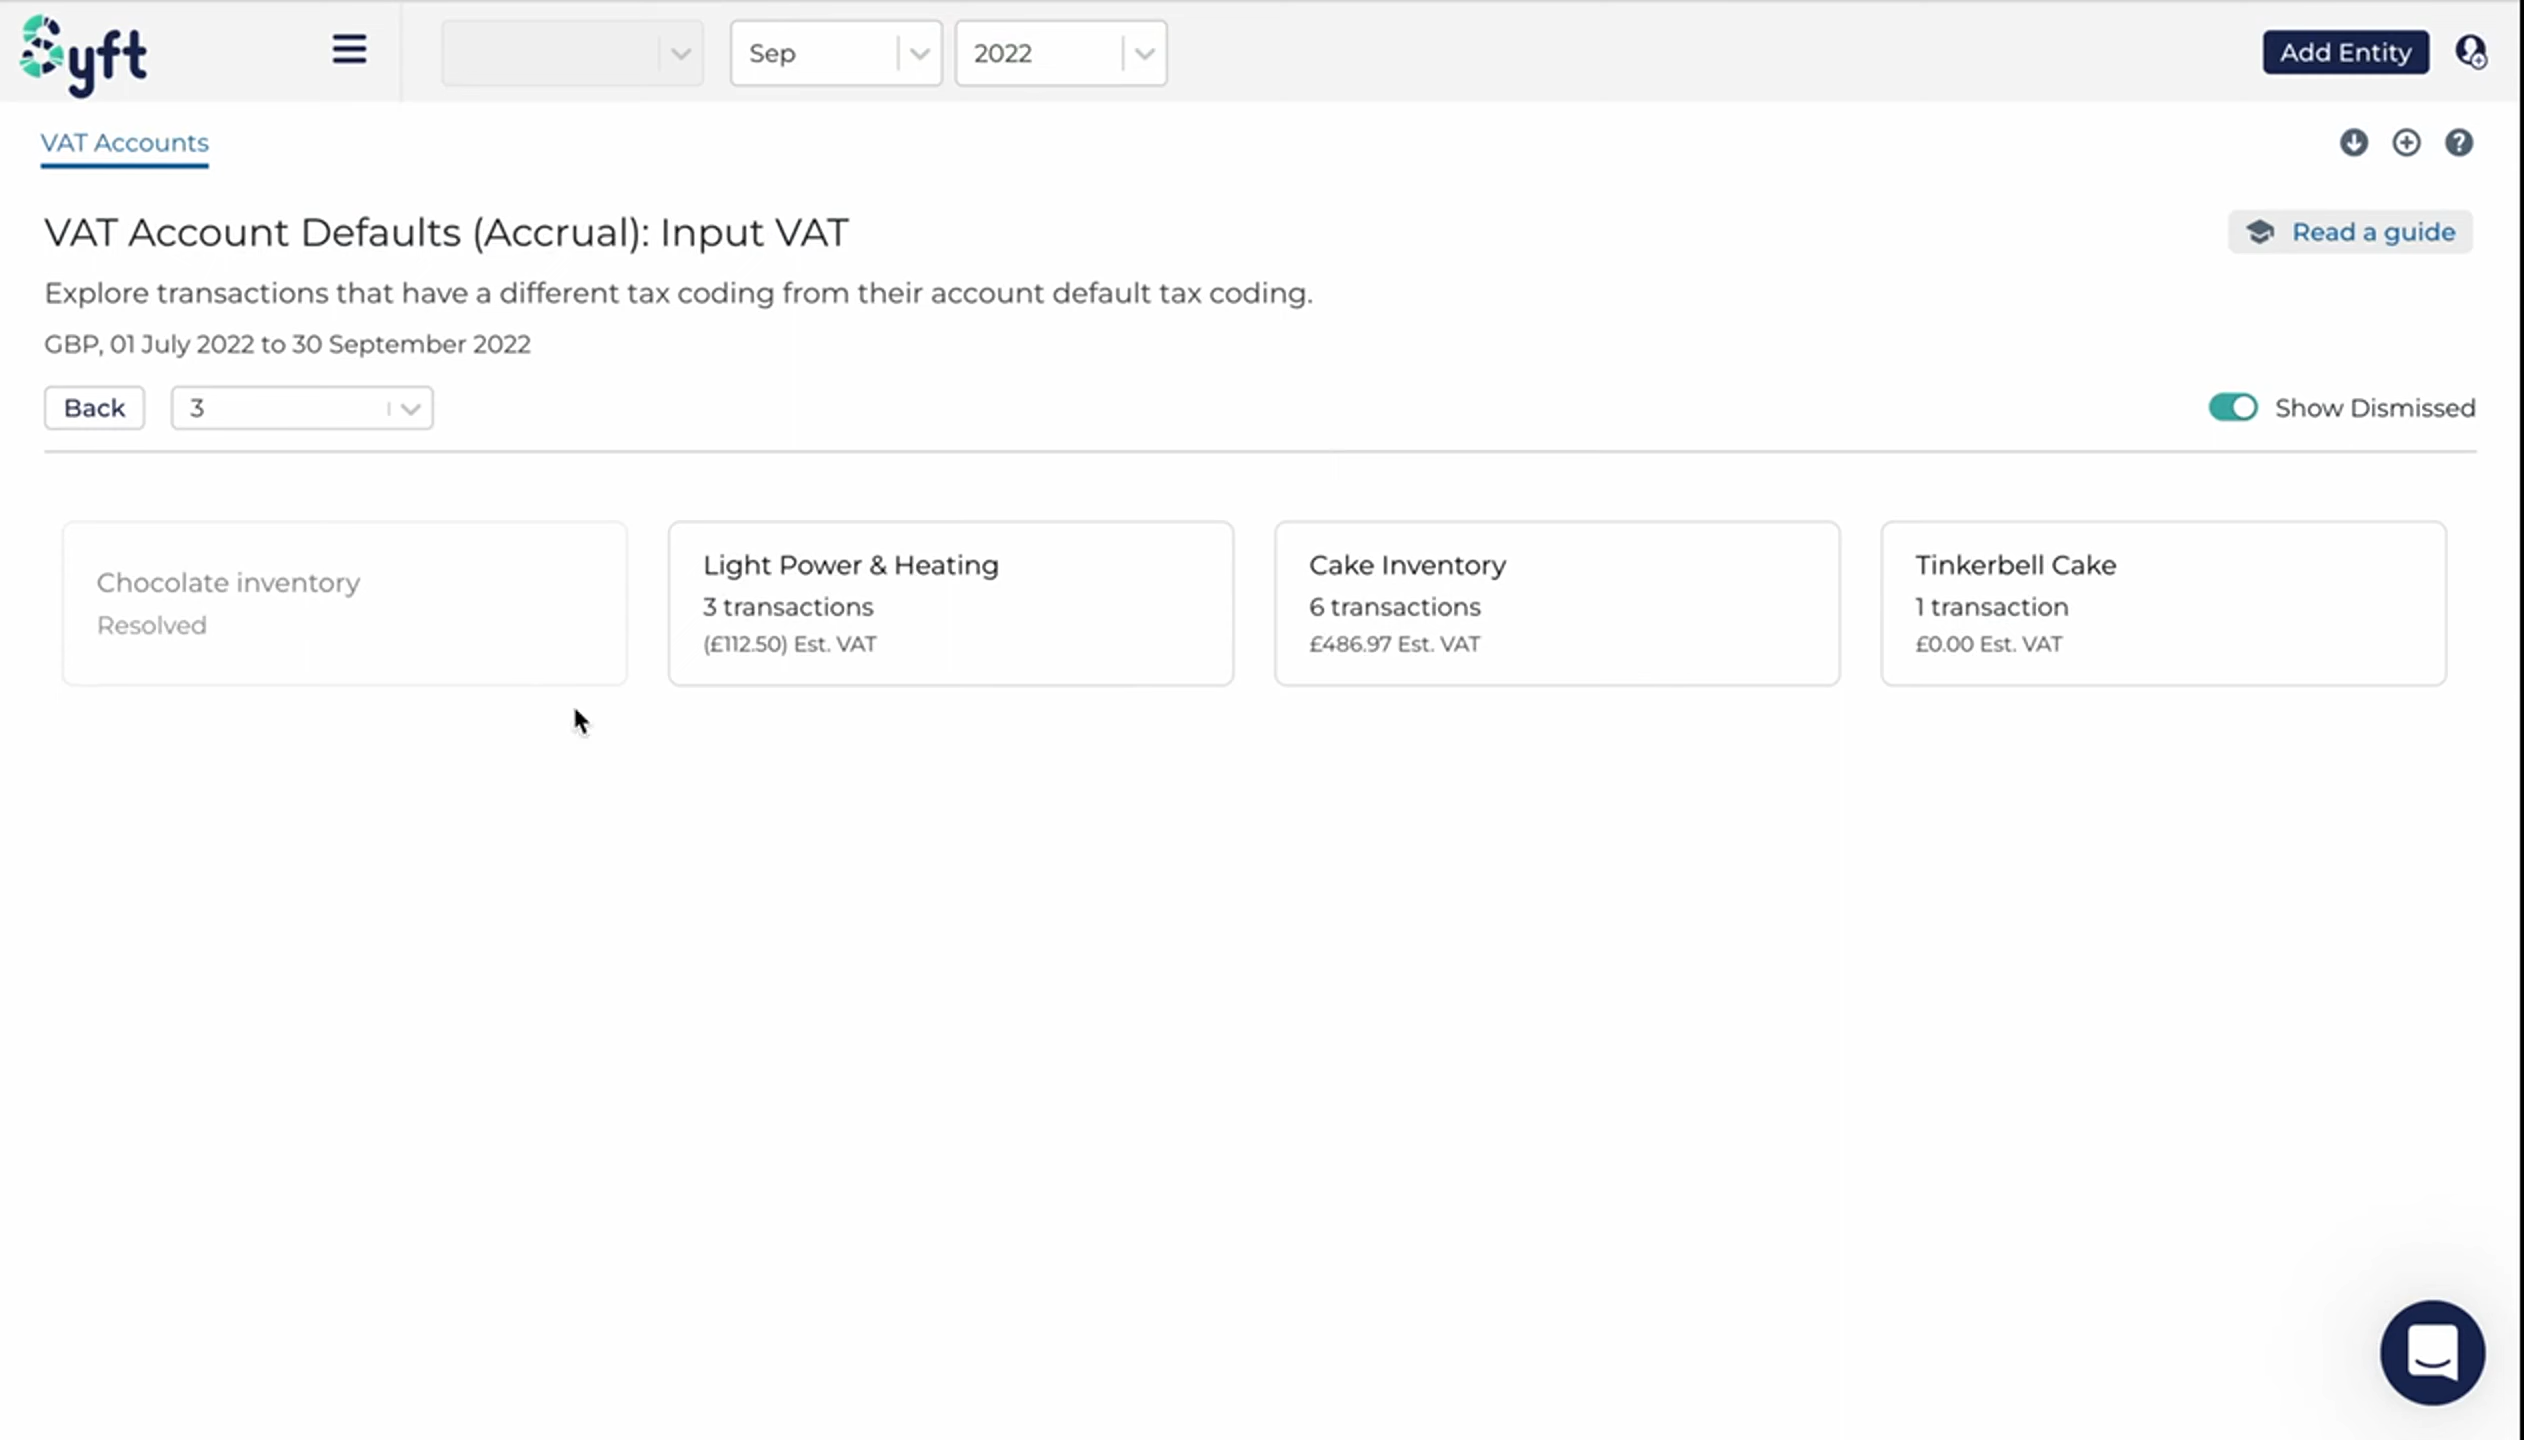 Syft
Sep
2022
Add Entity
VAT Accounts
VAT Account Defaults (Accrual): Input VAT
Read a guide
Explore transactions that have a different tax coding from their account default tax coding.
GBP, 01 July 2022 to 30 September 2022
Back
3
Show Dismissed
Chocolate inventory
Resolved
Light Power & Heating
3 transactions
(£112.50) Est. VAT
Cake Inventory
6 transactions
£486.97 Est. VAT
Tinkerbell Cake
1 transaction
£0.00 Est. VAT